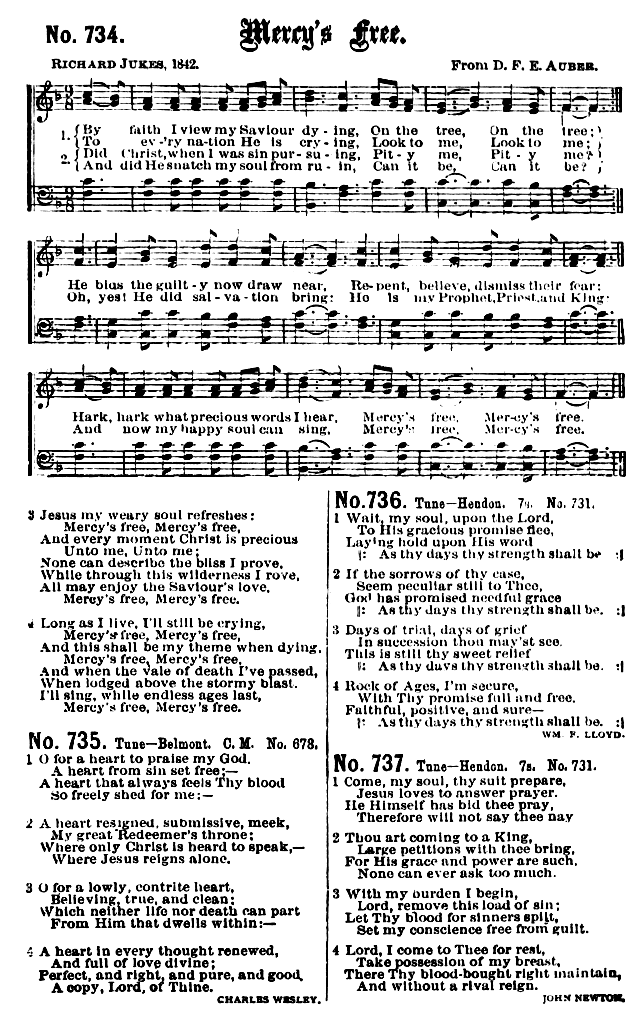 No. 734. Mercy's Free.
RICHARD JUKES, 1842. From D. F. E. AUBER.
1. { By faith I view my Saviour dy - ing, On the tree, On the tree; }
{ To ev - 'ry na - tion He is cry - ing, Look to me, Look to me; }
2. { Did Christ, when I was sin pur - su - ing, Pit - y me, Pit - y me? }
{ And did He snatch my soul from ru - in, Can it be, Can it be? }
He bids the guilt - y now draw near, Re - pent, believe, dismiss their fear:
Oh, yes! He did sal - va - tion bring: He is my Prophet, Priest, and King:
Hark, hark what precious words I hear, Mercy's free, Mer-cy's free.
And now my happy soul can sing, Mercy's free, Mercy's free.
3 Jesus my weary soul refreshes:
Mercy's free, Mercy's free,
And every moment Christ is precious
Unto me, Unto me;
None can describe the bliss I prove,
While through this wilderness I rove,
All may enjoy the Saviour's love,
Mercy's free, Mercy's free.
4 Long as I live, I'll still be crying,
Mercy's free, Mercy's free,
And this shall be my theme when dying,
Mercy's free, Mercy's free,
And when the vale of death I've passed,
When lodged above the stormy blast.
I'll sing, while endless ages last,
Mercy's free, Mercy's free.
No. 735. Tune—Belmont. C. M. No. 678.
1 O for a heart to praise my God,
A heart from sin set free;—
A heart that always feels Thy blood
So freely shed for me:—
2 A heart resigned, submissive, meek,
My great Redeemer's throne;
Where only Christ is heard to speak,—
Where Jesus reigns alone.
3 O for a lowly, contrite heart,
Believing, true, and clean;
Which neither life nor death can part
From Him that dwells within:—
4 A heart in every thought renewed,
And full of love divine;
Perfect, and right, and pure, and good,
A copy, Lord, of Thine.
CHARLES WESLEY.
No. 736. Tune—Hendon. 7s. No. 731.
1 Wait, my soul, upon the Lord,
To His gracious promise flee,
Laying hold upon His word
|: As thy days thy strength shall be :|
2 If the sorrows of thy case,
Seem peculiar still to Thee,
God has promised needful grace
|: As thy days thy strength shall be. :|
3 Days of trial, days of grief
In succession thou may'st see.
This is still thy sweet relief
|: As thy days thy strength shall be. :|
4 Rock of Ages, I'm secure,
With Thy promise full and free.
Faithful, positive, and sure—
|: As thy days thy strength shall be. :|
WM. F. LLOYD.
No. 737. Tune—Hendon. 7s. No. 731.
1 Come, my soul, thy suit prepare,
Jesus loves to answer prayer.
He Himself has bid thee pray,
Therefore will not say thee nay
2 Thou art coming to a King,
Large petitions with thee bring,
For His grace and power are such,
None can ever ask too much.
3 With my burden I begin,
Lord, remove this load of sin;
Let Thy blood for sinners spilt,
Set my conscience free from guilt.
4 Lord, I come to Thee for rest,
Take possession of my breast,
There Thy blood-bought right maintain,
And without a rival reign.
JOHN NEWTON.